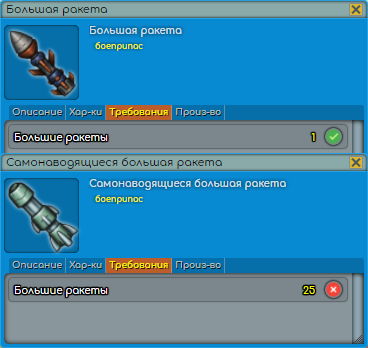 Большая ракета
Большая ракета
боеприпас
Описание Хар-ки Требования Произ-во
Большие ракеты 1
Самонаводящиеся большая ракета
Самонаводящиеся большая ракета
боеприпас
Описание Хар-ки Требования Произ-во
Большие ракеты 25